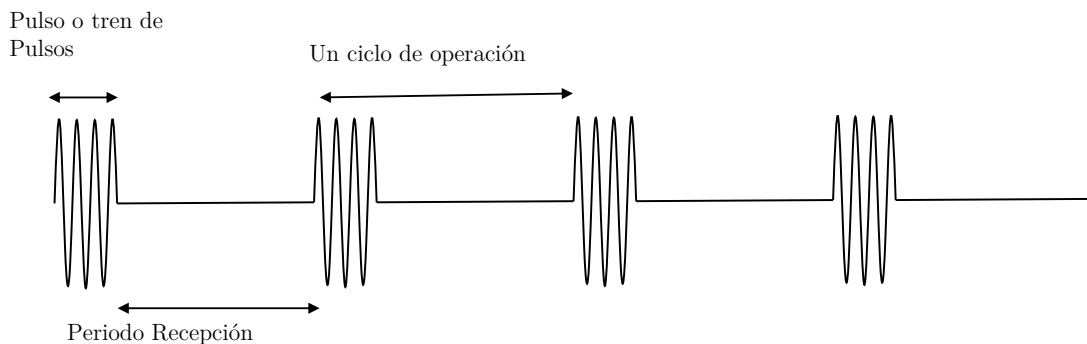 Pulso o tren de
Pulsos
Un ciclo de operación
Periodo Recepción